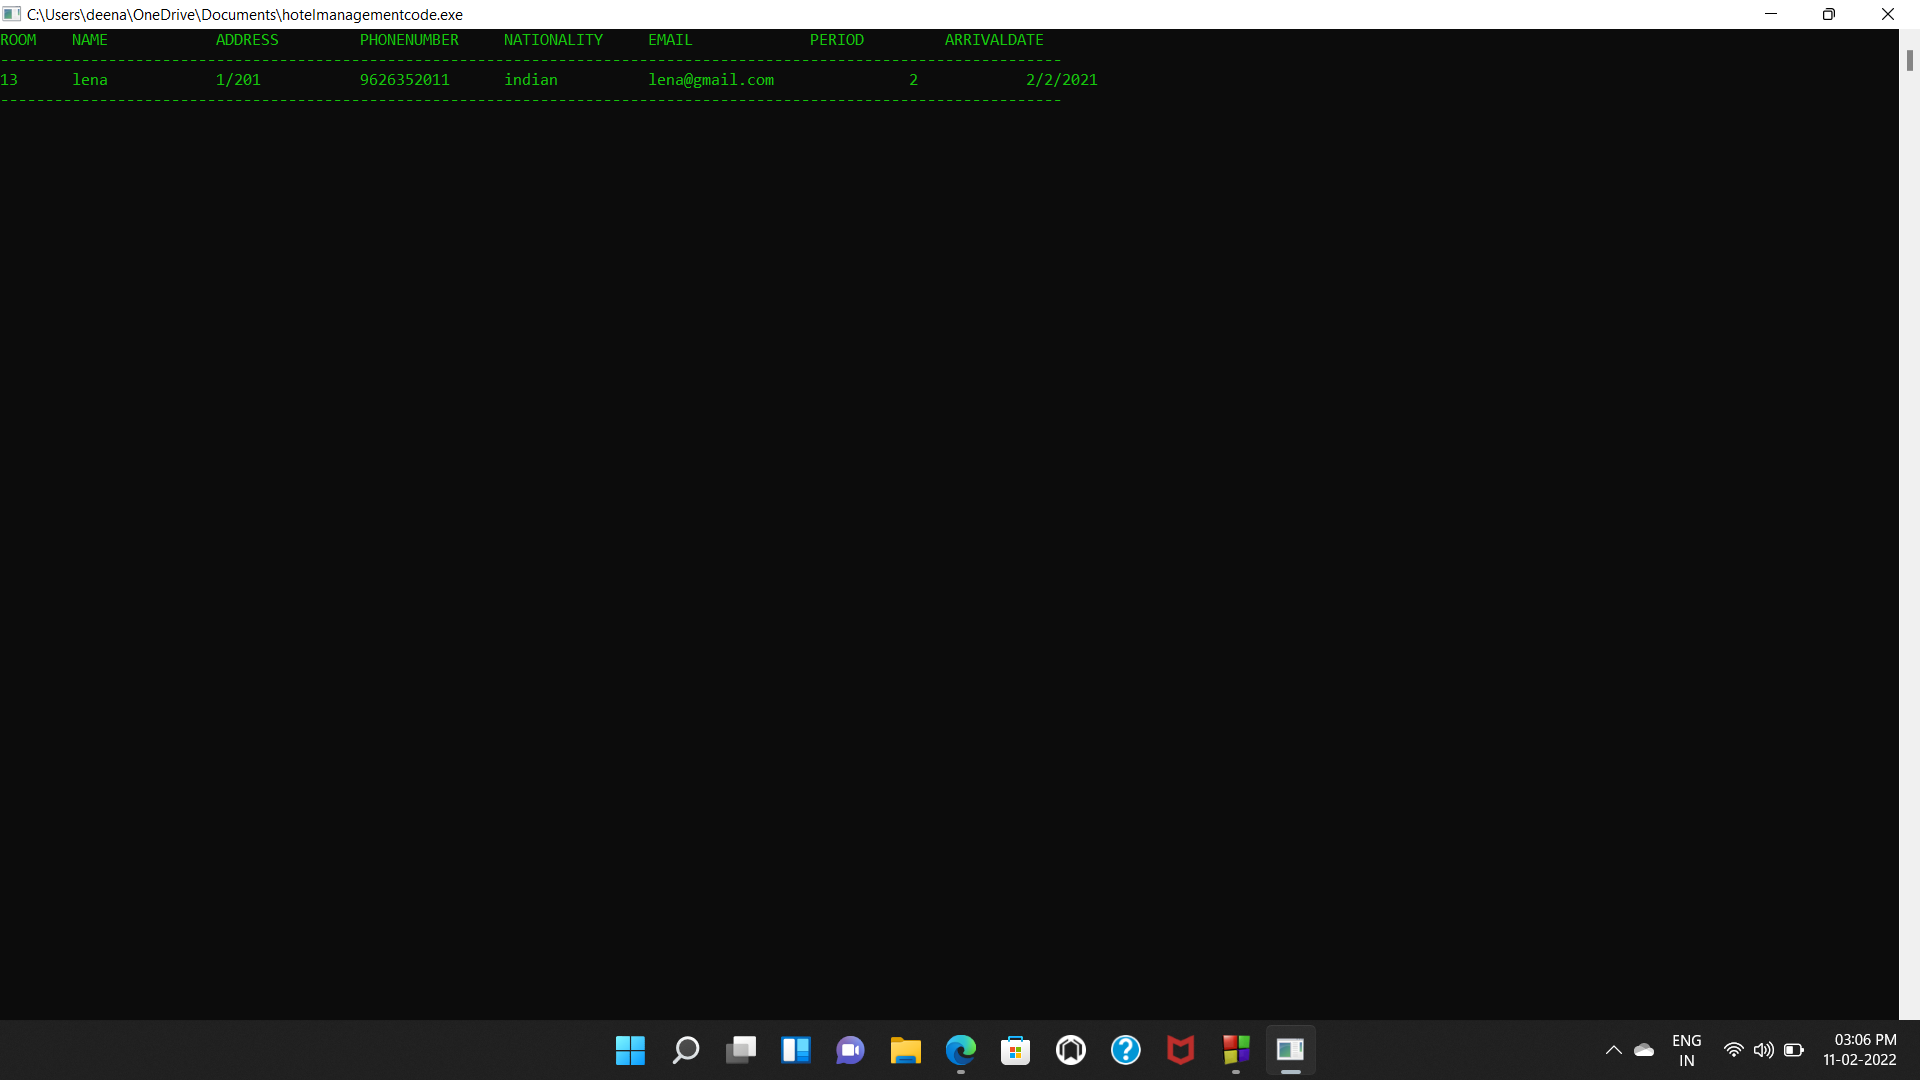 C:\Users\deena\OneDrive\Documents\hotelmanagementcode.exe
ROOM NAME ADDRESS PHONENUMBER NATIONALITY EMAIL PERIOD ARRIVALDATE
----------------------------------------------------------------------------------------------------------------------
13 lena 1/201 9626352011 indian lena@gmail.com 2 2/2/2021
----------------------------------------------------------------------------------------------------------------------
ENG
IN
03:06 PM
11-02-2022